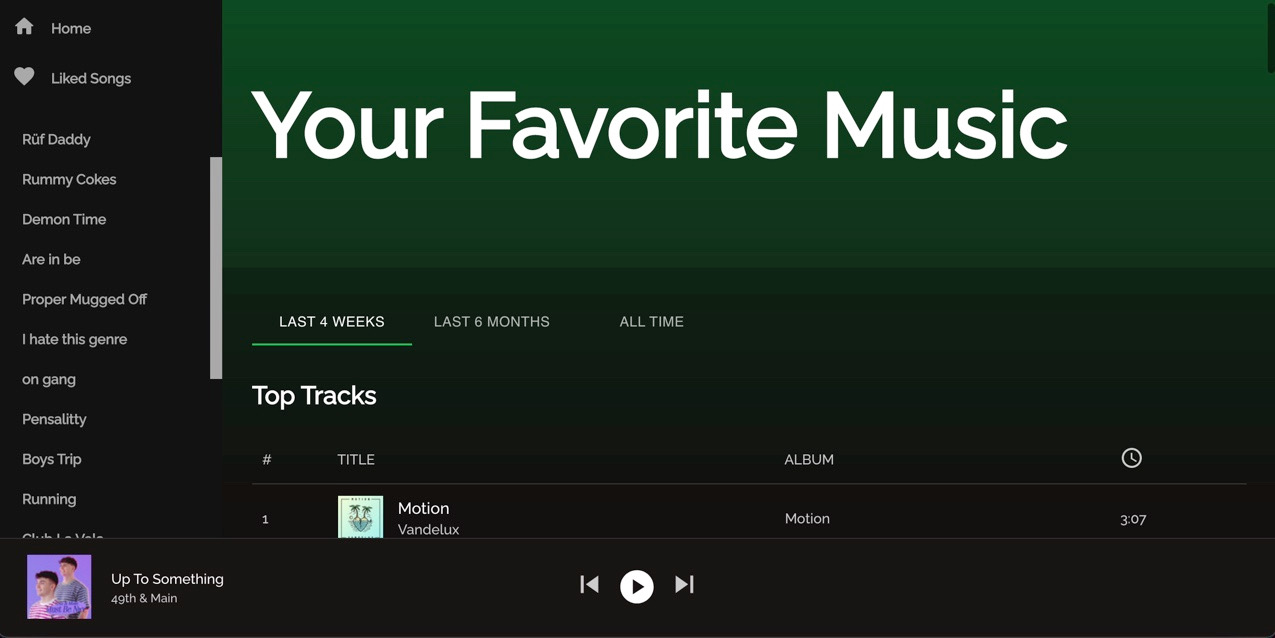 Home
Liked Songs
Rüf Daddy
Rummy Cokes
Demon Time
Are in be
Proper Mugged Off
I hate this genre
on gang
Pensalitty
Boys Trip
Running
Your Favorite Music
LAST 4 WEEKS LAST 6 MONTHS ALL TIME
Top Tracks
# TITLE ALBUM
1 Motion Motion 3:07
Vandelux
Up To Something
49th & Main